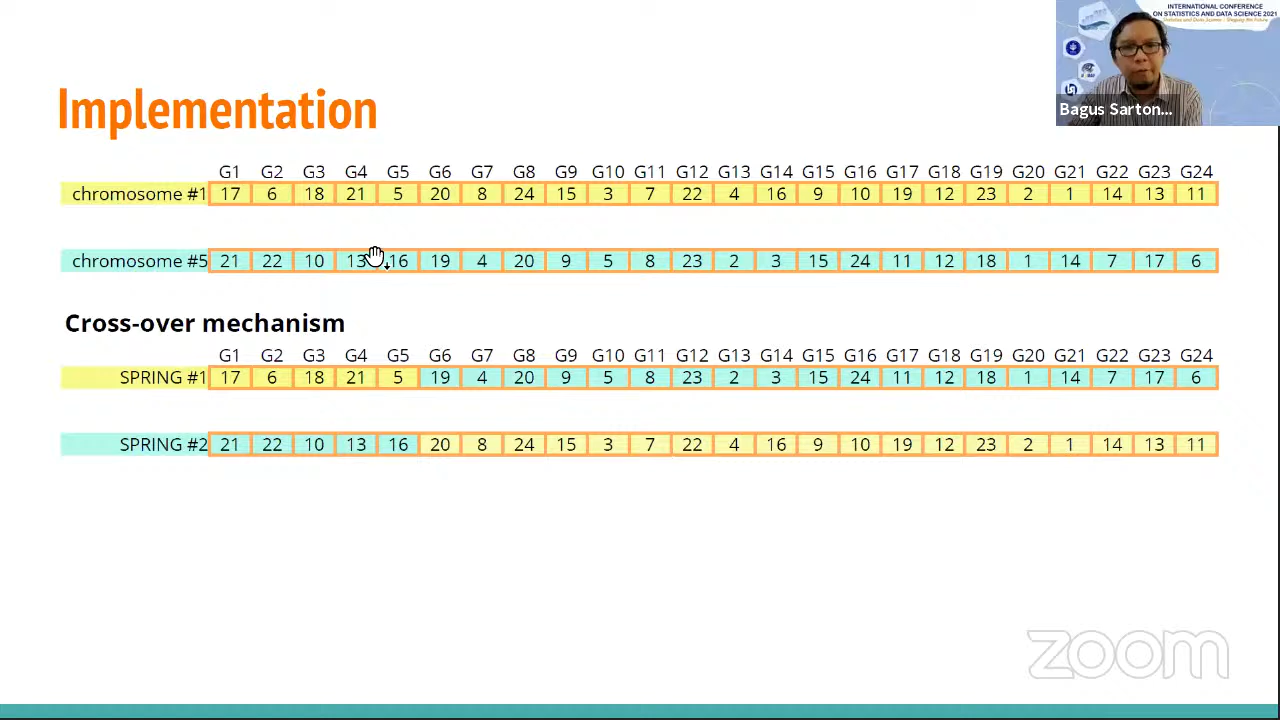 INTERNATIONAL CONFERENCE
ON STATISTICS AND DATA SCIENCE 2021
Bagus Sarton...
Implementation
G1 G2 G3 G4 G5 G6 G7 G8 G9 G10 G11 G12 G13 G14 G15 G16 G17 G18 G19 G20 G21 G22 G23 G24
chromosome #1 17 6 18 21 5 20 8 24 15 3 7 22 4 16 9 10 19 12 23 2 1 14 13 11
chromosome #5 21 22 10 13 16 19 4 20 9 5 8 23 2 3 15 24 11 12 18 1 14 7 17 6
Cross-over mechanism
G1 G2 G3 G4 G5 G6 G7 G8 G9 G10 G11 G12 G13 G14 G15 G16 G17 G18 G19 G20 G21 G22 G23 G24
SPRING #1 17 6 18 21 5 19 4 20 9 5 8 23 2 3 15 24 11 12 18 1 14 7 17 6
SPRING #2 21 22 10 13 16 20 8 24 15 3 7 22 4 16 9 10 19 12 23 2 1 14 13 11
zoom